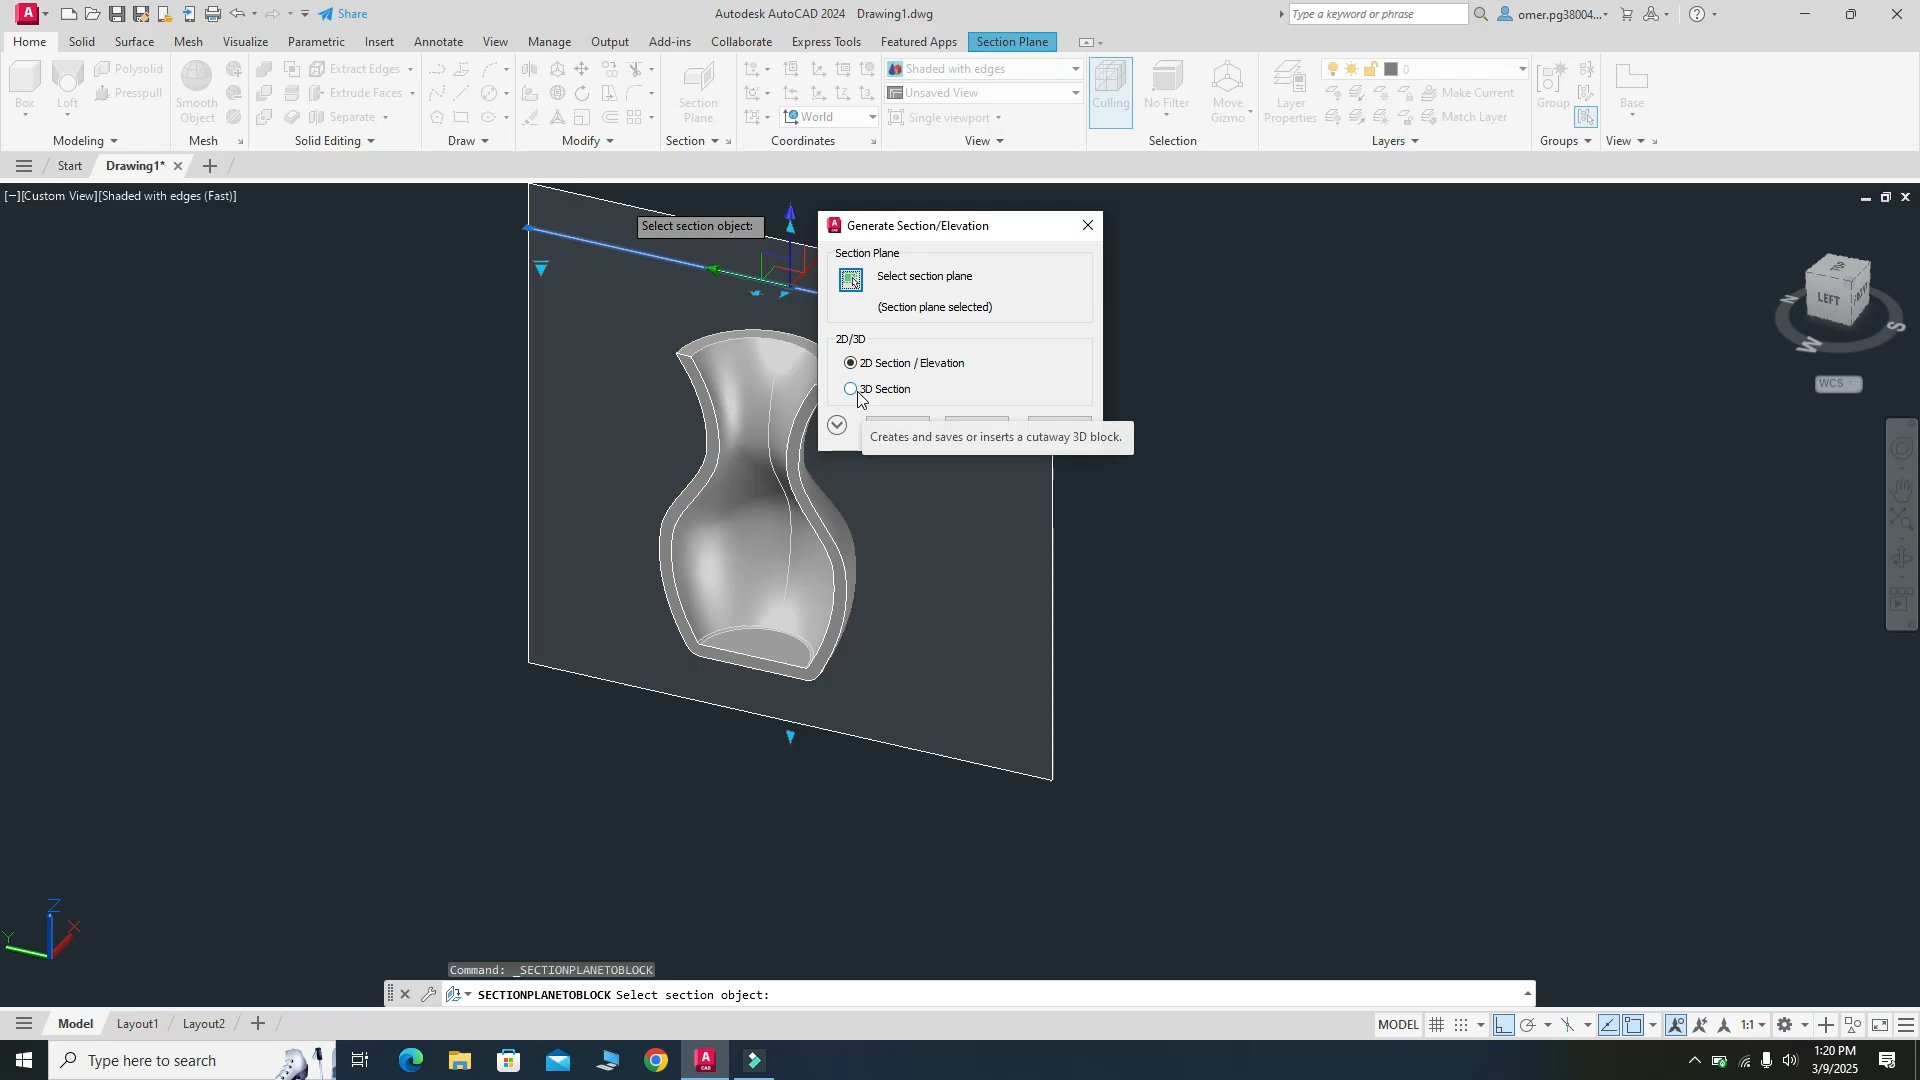 Share
Autodesk AutoCAD 2024 Drawing1.dwg
Type a keyword or phrase
omer.pg38004...
Home Solid Surface Mesh Visualize Parametric Insert Annotate View Manage Output Add-ins Collaborate Express Tools Featured Apps Section Plane
Box Loft Polysolid Presspull
Modeling
Smooth Object
Mesh
Extract Edges
Extrude Faces
Separate
Solid Editing
Draw
Modify
Section Plane
Section
World
Coordinates
Shaded with edges
Unsaved View
Single viewport
View
Culling No Filter Move Gizmo
Selection
Layer Properties
0
Make Current
Match Layer
Layers
Group
Groups
Base
View
Start Drawing1*
[−][Custom View][Shaded with edges (Fast)]
Select section object:
Generate Section/Elevation
Section Plane
Select section plane
(Section plane selected)
2D/3D
2D Section / Elevation
3D Section
Creates and saves or inserts a cutaway 3D block.
LEFT
N
S
W
WCS
Z
X
Y
Command: _SECTIONPLANETOBLOCK
SECTIONPLANETOBLOCK Select section object:
Model Layout1 Layout2
MODEL
1:1
Type here to search
1:20 PM
3/9/2025